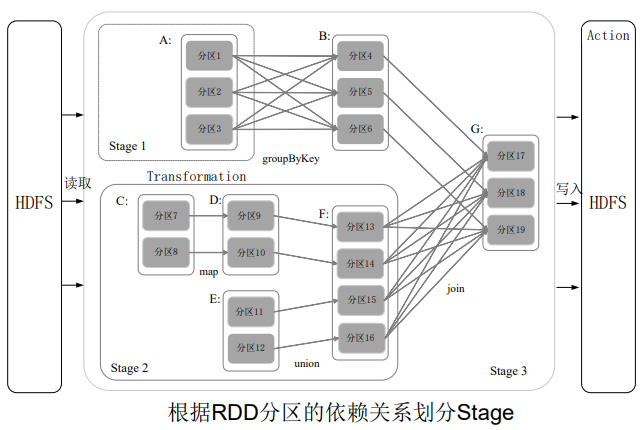 HDFS
读取
A:
分区1
分区2
分区3
Stage 1
groupByKey
B:
分区4
分区5
分区6
Transformation
C:
分区7
分区8
map
D:
分区9
分区10
E:
分区11
分区12
union
F:
分区13
分区14
分区15
分区16
Stage 2
G:
分区17
分区18
分区19
join
Stage 3
写入
Action
HDFS
根据RDD分区的依赖关系划分Stage